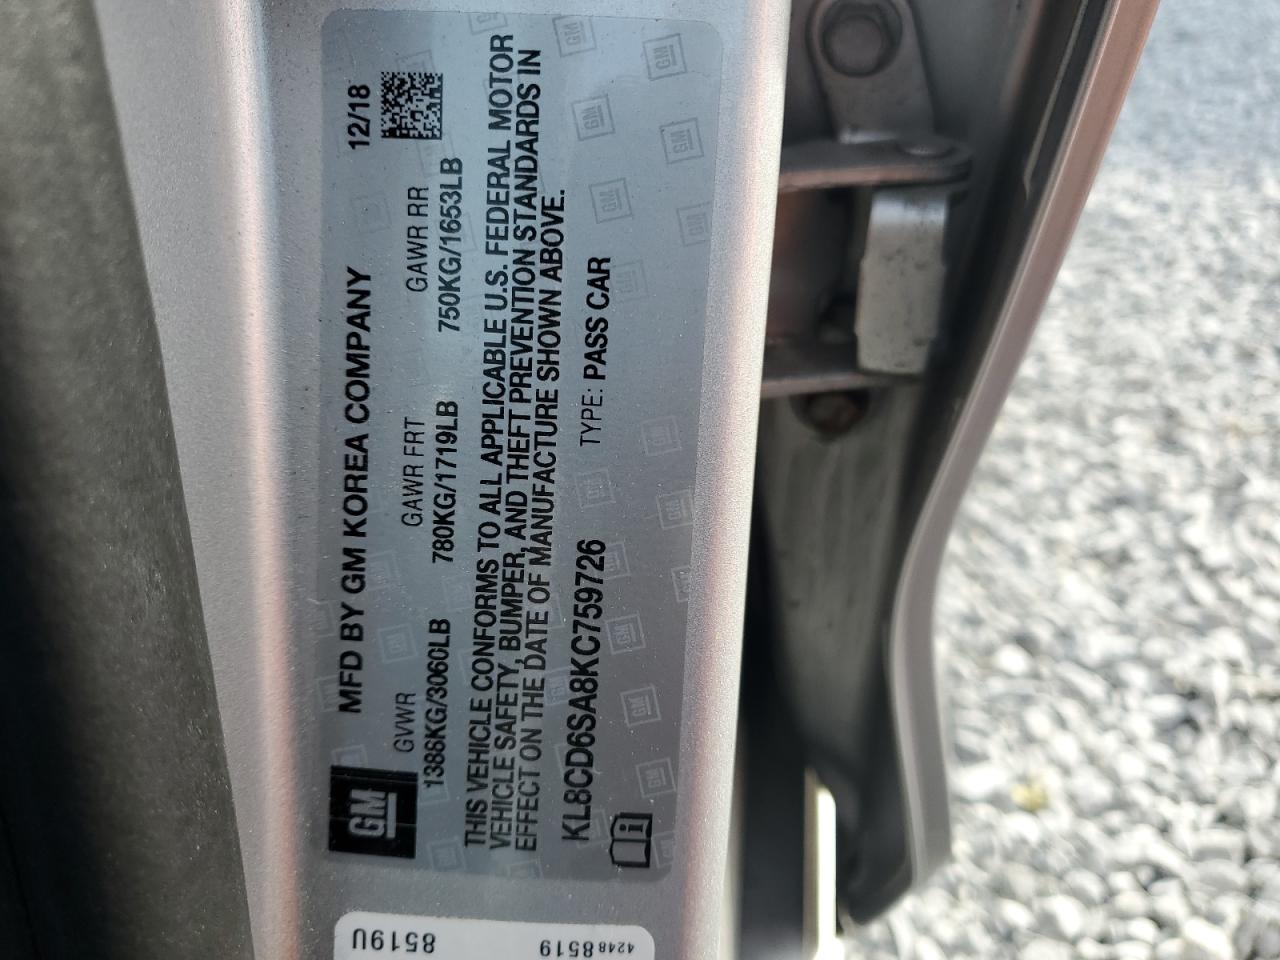 GM
MFD BY GM KOREA COMPANY 12/18
GVWR GAWR FRT GAWR RR
1388KG/3060LB 780KG/1719LB 750KG/1653LB
THIS VEHICLE CONFORMS TO ALL APPLICABLE U.S. FEDERAL MOTOR
VEHICLE SAFETY, BUMPER, AND THEFT PREVENTION STANDARDS IN
EFFECT ON THE DATE OF MANUFACTURE SHOWN ABOVE.
KL8CD6SA8KC759726 TYPE: PASS CAR
8519U
4248 8519